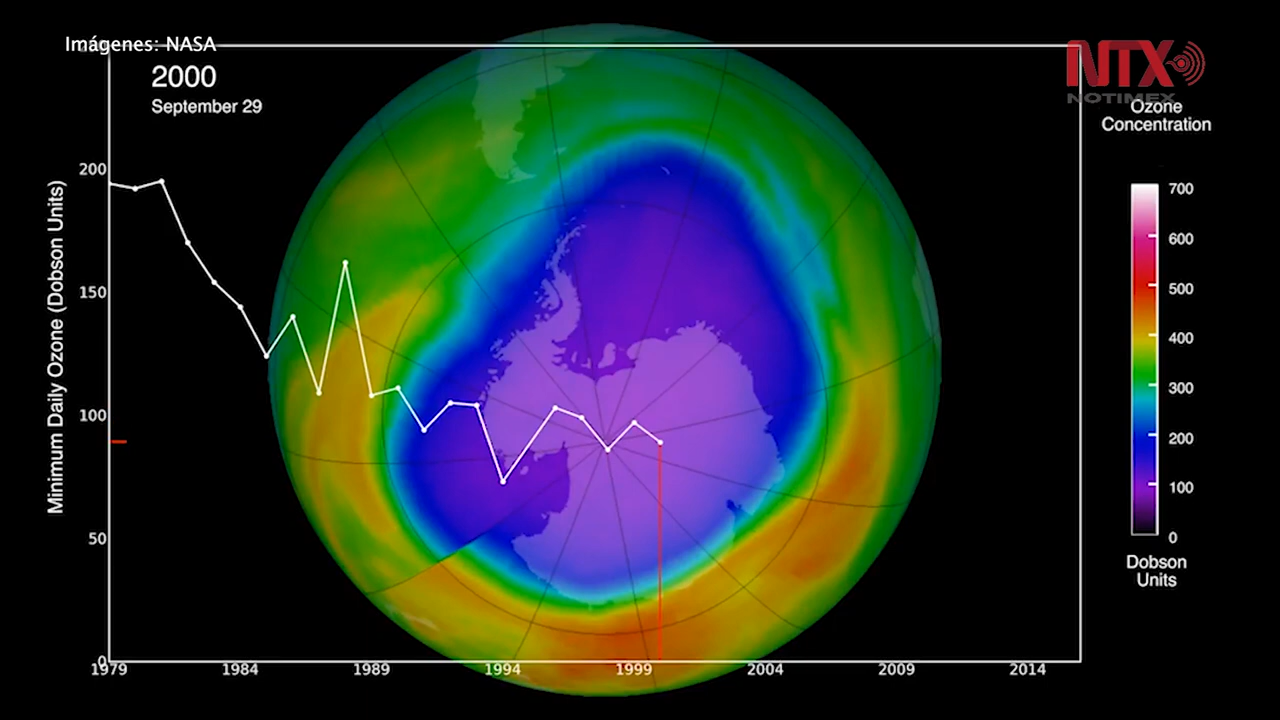 Imágenes: NASA
2000
September 29
NTX
NOTIMEX
Ozone
Concentration
Minimum Daily Ozone (Dobson Units)
200
150
100
50
0
1979
1984
1989
1994
1999
2004
2009
2014
700
600
500
400
300
200
100
0
Dobson
Units